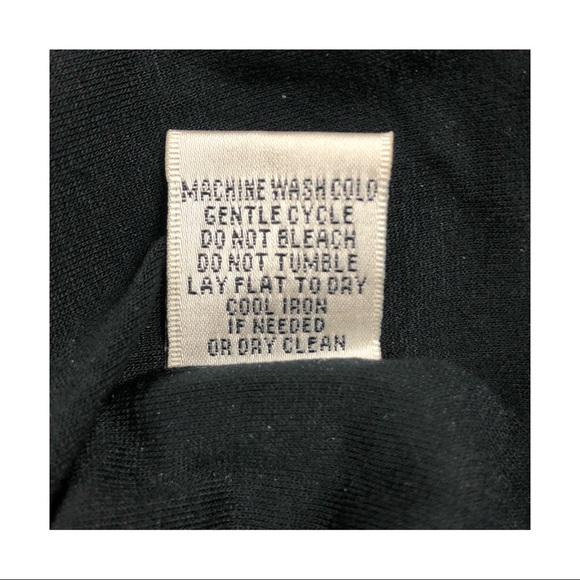 MACHINE WASH COLD
GENTLE CYCLE
DO NOT BLEACH
DO NOT TUMBLE
LAY FLAT TO DRY
COOL IRON
IF NEEDED
OR DRY CLEAN